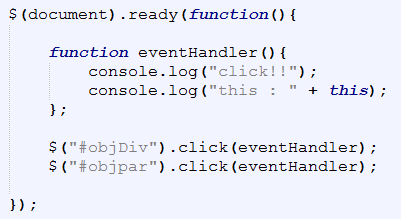 $(document).ready(function(){
function eventHandler(){
console.log("click!!");
console.log("this : " + this);
};
$("#objDiv").click(eventHandler);
$("#objpar").click(eventHandler);
});